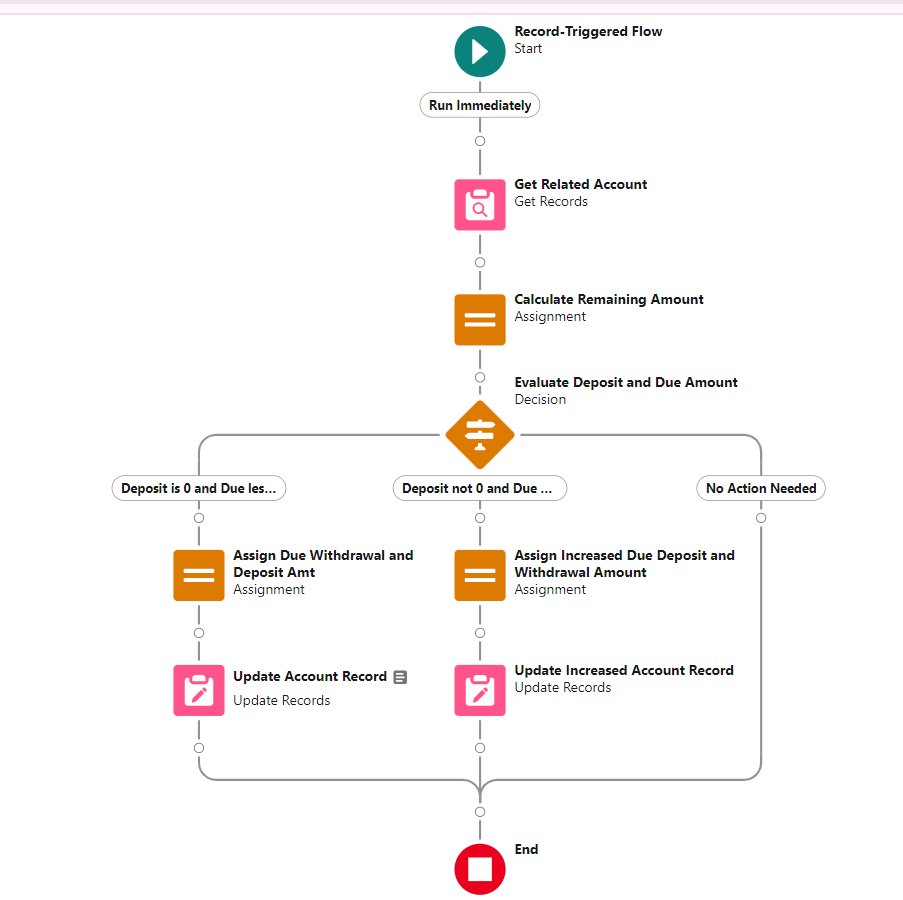 Record-Triggered Flow
Start
Run Immediately
Get Related Account
Get Records
Calculate Remaining Amount
Assignment
Evaluate Deposit and Due Amount
Decision
Deposit is 0 and Due les...
Deposit not 0 and Due ...
No Action Needed
Assign Due Withdrawal and
Deposit Amt
Assignment
Assign Increased Due Deposit and
Withdrawal Amount
Assignment
Update Account Record
Update Records
Update Increased Account Record
Update Records
End